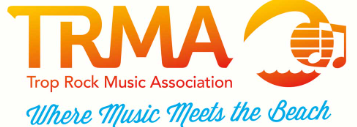 TRMA
Trop Rock Music Association
Where Music Meets the Beach